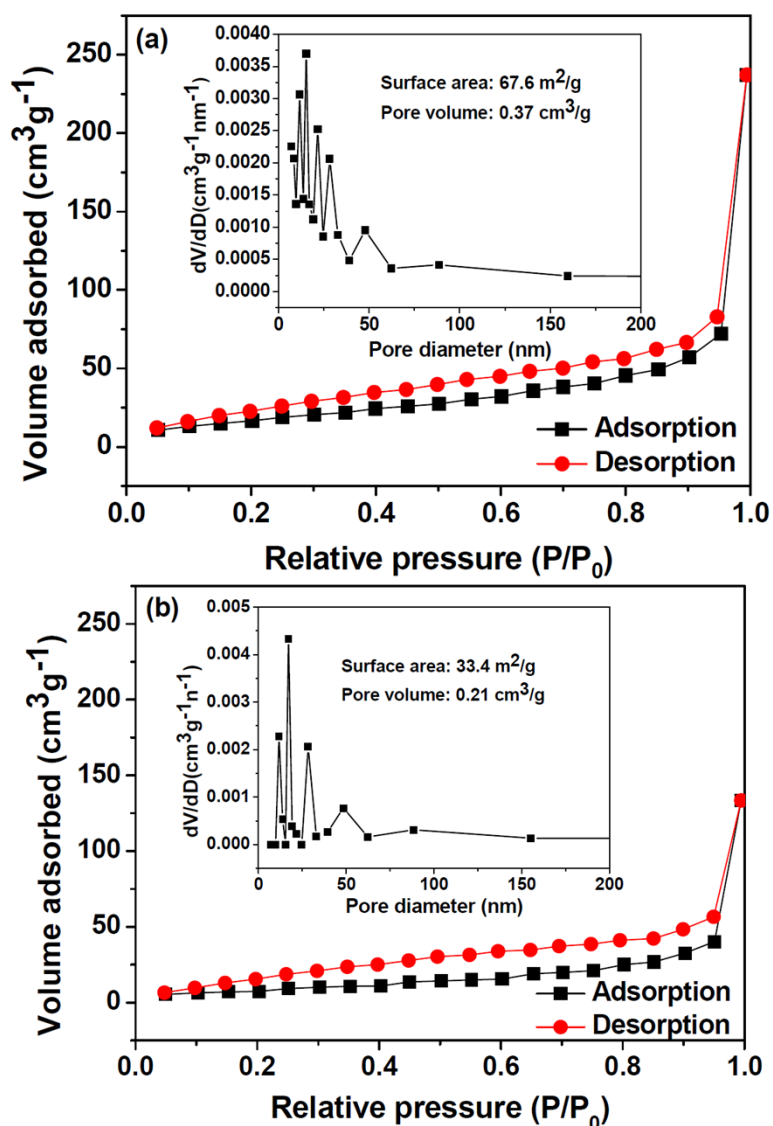 (a)
Volume adsorbed (cm³g⁻¹)
250
200
150
100
50
0
0.0 0.2 0.4 0.6 0.8 1.0
Relative pressure (P/P₀)
Adsorption
Desorption
dV/dD(cm³g⁻¹nm⁻¹)
0.0040
0.0035
0.0030
0.0025
0.0020
0.0015
0.0010
0.0005
0.0000
0 50 100 150 200
Pore diameter (nm)
Surface area: 67.6 m²/g
Pore volume: 0.37 cm³/g
(b)
Volume adsorbed (cm³g⁻¹)
250
200
150
100
50
0
0.0 0.2 0.4 0.6 0.8 1.0
Relative pressure (P/P₀)
Adsorption
Desorption
dV/dD(cm³g⁻¹n⁻¹)
0.005
0.004
0.003
0.002
0.001
0.000
0 50 100 150 200
Pore diameter (nm)
Surface area: 33.4 m²/g
Pore volume: 0.21 cm³/g